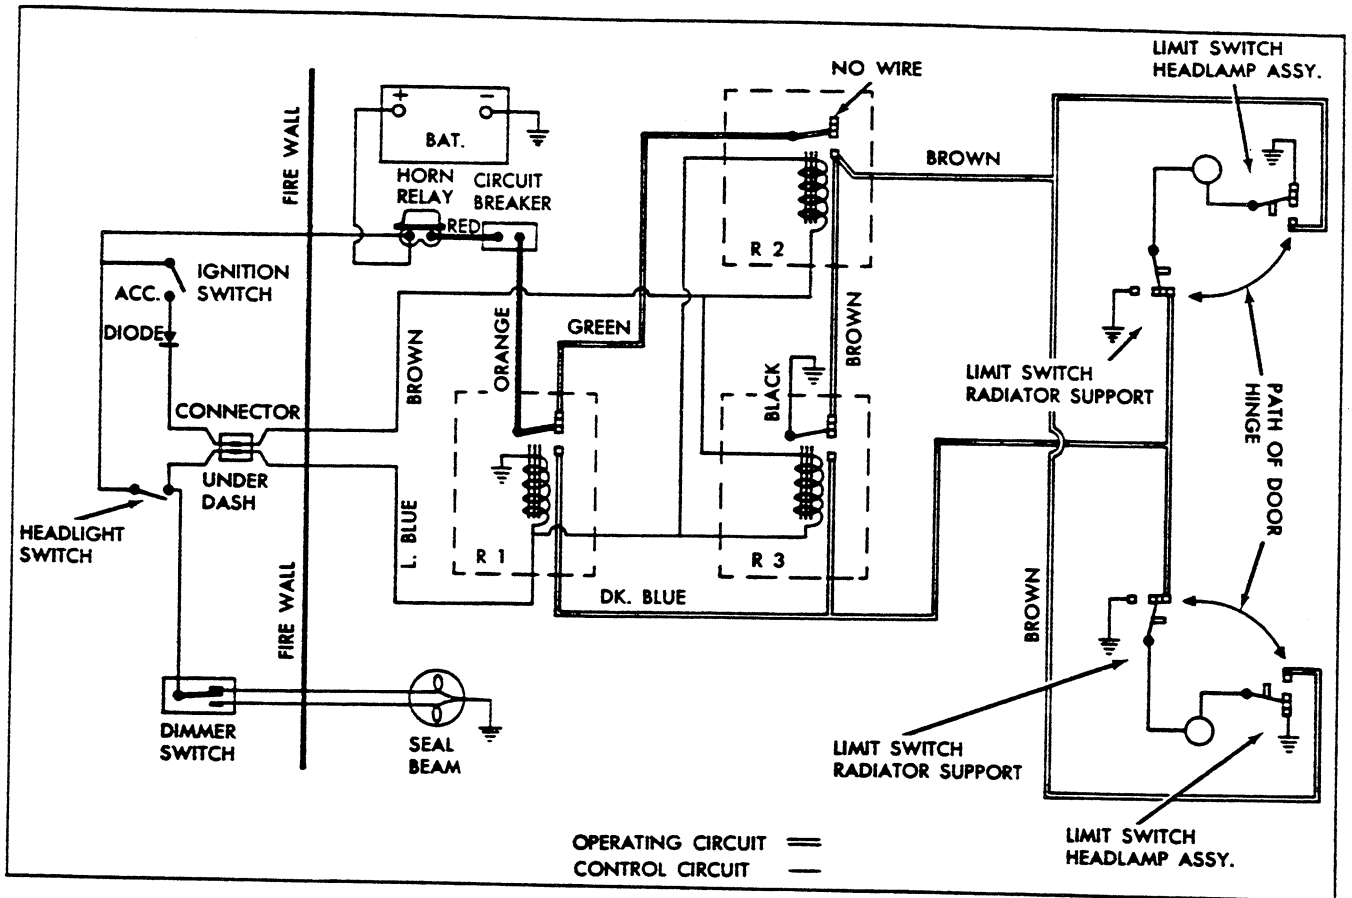 LIMIT SWITCH
HEADLAMP ASSY.
NO WIRE
FIRE WALL
+
−
BAT.
BROWN
HORN
RELAY
CIRCUIT
BREAKER
RED
R 2
IGNITION
SWITCH
ACC.
DIODE
ORANGE
GREEN
BROWN
BROWN
BLACK
LIMIT SWITCH
RADIATOR SUPPORT
PATH OF DOOR
HINGE
CONNECTOR
UNDER
DASH
HEADLIGHT
SWITCH
L. BLUE
R 1
R 3
DK. BLUE
FIRE WALL
BROWN
DIMMER
SWITCH
SEAL
BEAM
LIMIT SWITCH
RADIATOR SUPPORT
LIMIT SWITCH
HEADLAMP ASSY.
OPERATING CIRCUIT
CONTROL CIRCUIT